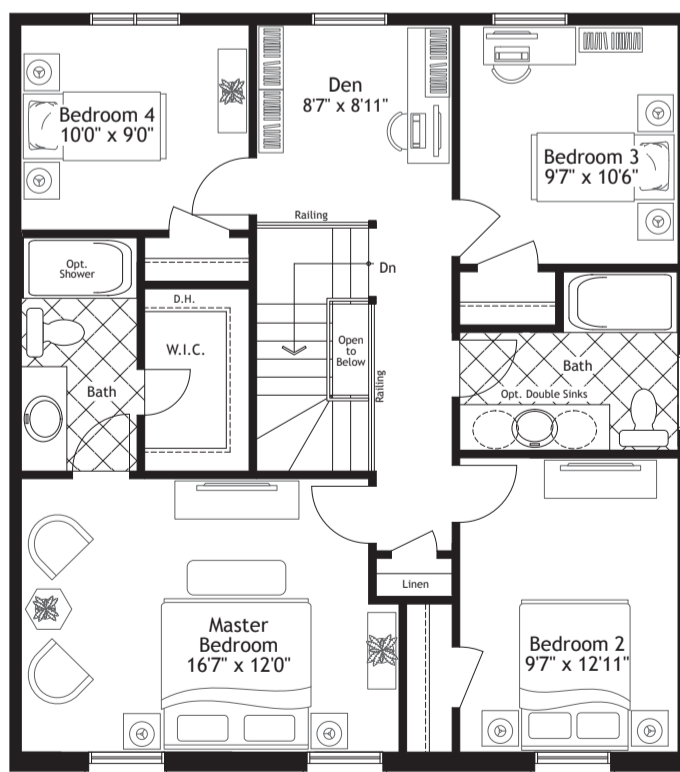 Bedroom 4
10'0" x 9'0"
Den
8'7" x 8'11"
Bedroom 3
9'7" x 10'6"
Railing
Dn
Opt.
Shower
D.H.
W.I.C.
Open
to
Below
Railing
Bath
Bath
Opt. Double Sinks
Linen
Master
Bedroom
16'7" x 12'0"
Bedroom 2
9'7" x 12'11"